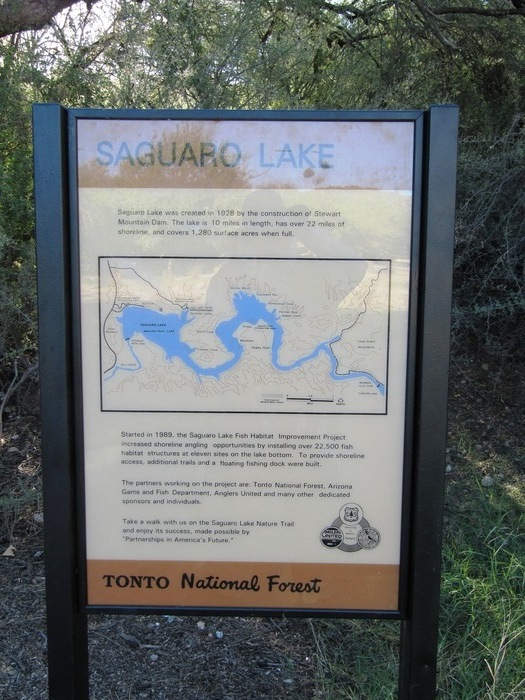 SAGUARO LAKE
Saguaro Lake was created in 1928 by the construction of Stewart
Mountain Dam. The lake is 10 miles in length, has over 22 miles of
shoreline, and covers 1,280 surface acres when full.
SAGUARO LAKE
Started in 1989, the Saguaro Lake Fish Habitat Improvement Project
increased shoreline angling opportunities by installing over 22,500 fish
habitat structures at eleven sites on the lake bottom. To provide shoreline
access, additional trails and a floating fishing dock were built.
The partners working on the project are: Tonto National Forest, Arizona
Game and Fish Department, Anglers United and many other dedicated
sponsors and individuals.
Take a walk with us on the Saguaro Lake Nature Trail
and enjoy its success, made possible by
"Partnerships in America's Future."
ANGLERS
UNITED
TONTO National Forest